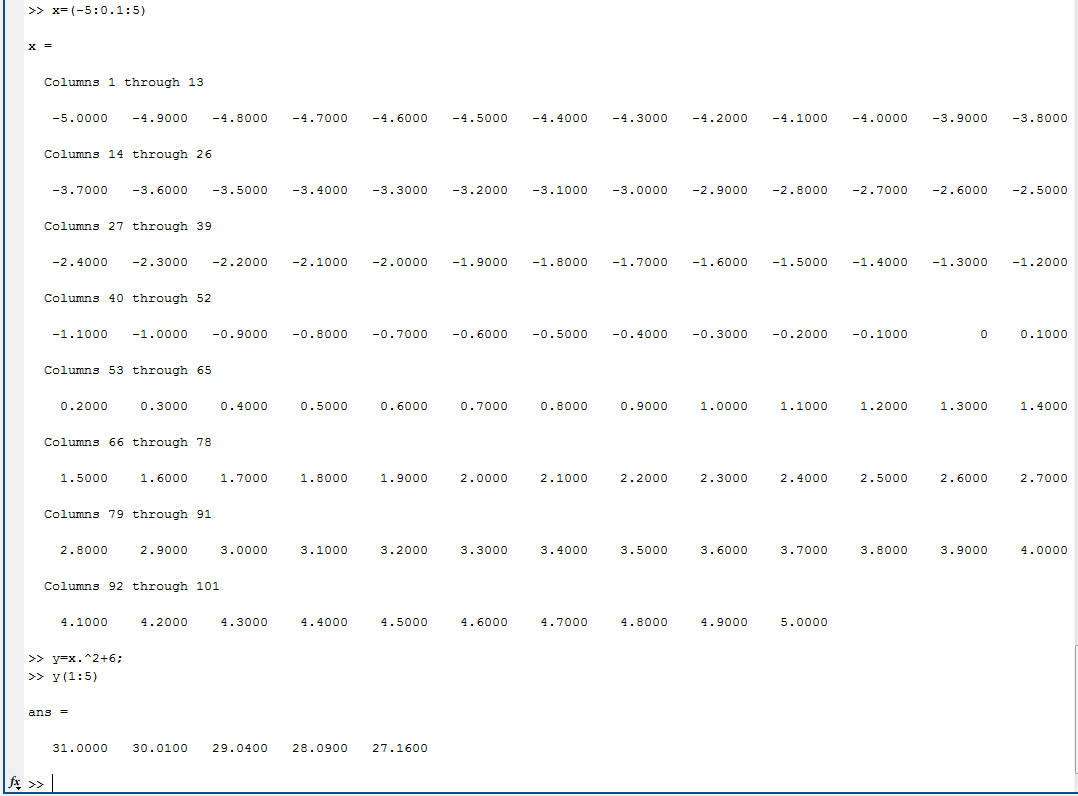 >> x=(-5:0.1:5)
x =
Columns 1 through 13
-5.0000 -4.9000 -4.8000 -4.7000 -4.6000 -4.5000 -4.4000 -4.3000 -4.2000 -4.1000 -4.0000 -3.9000 -3.8000
Columns 14 through 26
-3.7000 -3.6000 -3.5000 -3.4000 -3.3000 -3.2000 -3.1000 -3.0000 -2.9000 -2.8000 -2.7000 -2.6000 -2.5000
Columns 27 through 39
-2.4000 -2.3000 -2.2000 -2.1000 -2.0000 -1.9000 -1.8000 -1.7000 -1.6000 -1.5000 -1.4000 -1.3000 -1.2000
Columns 40 through 52
-1.1000 -1.0000 -0.9000 -0.8000 -0.7000 -0.6000 -0.5000 -0.4000 -0.3000 -0.2000 -0.1000 0 0.1000
Columns 53 through 65
0.2000 0.3000 0.4000 0.5000 0.6000 0.7000 0.8000 0.9000 1.0000 1.1000 1.2000 1.3000 1.4000
Columns 66 through 78
1.5000 1.6000 1.7000 1.8000 1.9000 2.0000 2.1000 2.2000 2.3000 2.4000 2.5000 2.6000 2.7000
Columns 79 through 91
2.8000 2.9000 3.0000 3.1000 3.2000 3.3000 3.4000 3.5000 3.6000 3.7000 3.8000 3.9000 4.0000
Columns 92 through 101
4.1000 4.2000 4.3000 4.4000 4.5000 4.6000 4.7000 4.8000 4.9000 5.0000
>> y=x.^2+6;
>> y(1:5)
ans =
31.0000 30.0100 29.0400 28.0900 27.1600
fx >>